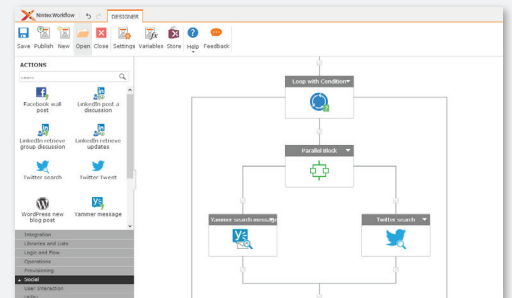 Nintex Workflow
DESIGNER
Save Publish New Open Close Settings Variables Store Help Feedback
ACTIONS
Loop with Condition
Facebook wall post
LinkedIn post a discussion
LinkedIn retrieve group discussion
LinkedIn retrieve updates
Parallel Block
Twitter search
Twitter Tweet
WordPress new blog post
Yammer message
Yammer search message
Twitter search
Integration
Libraries and Lists
Logic and Flow
Operations
Provisioning
Social
User Interaction
Utility